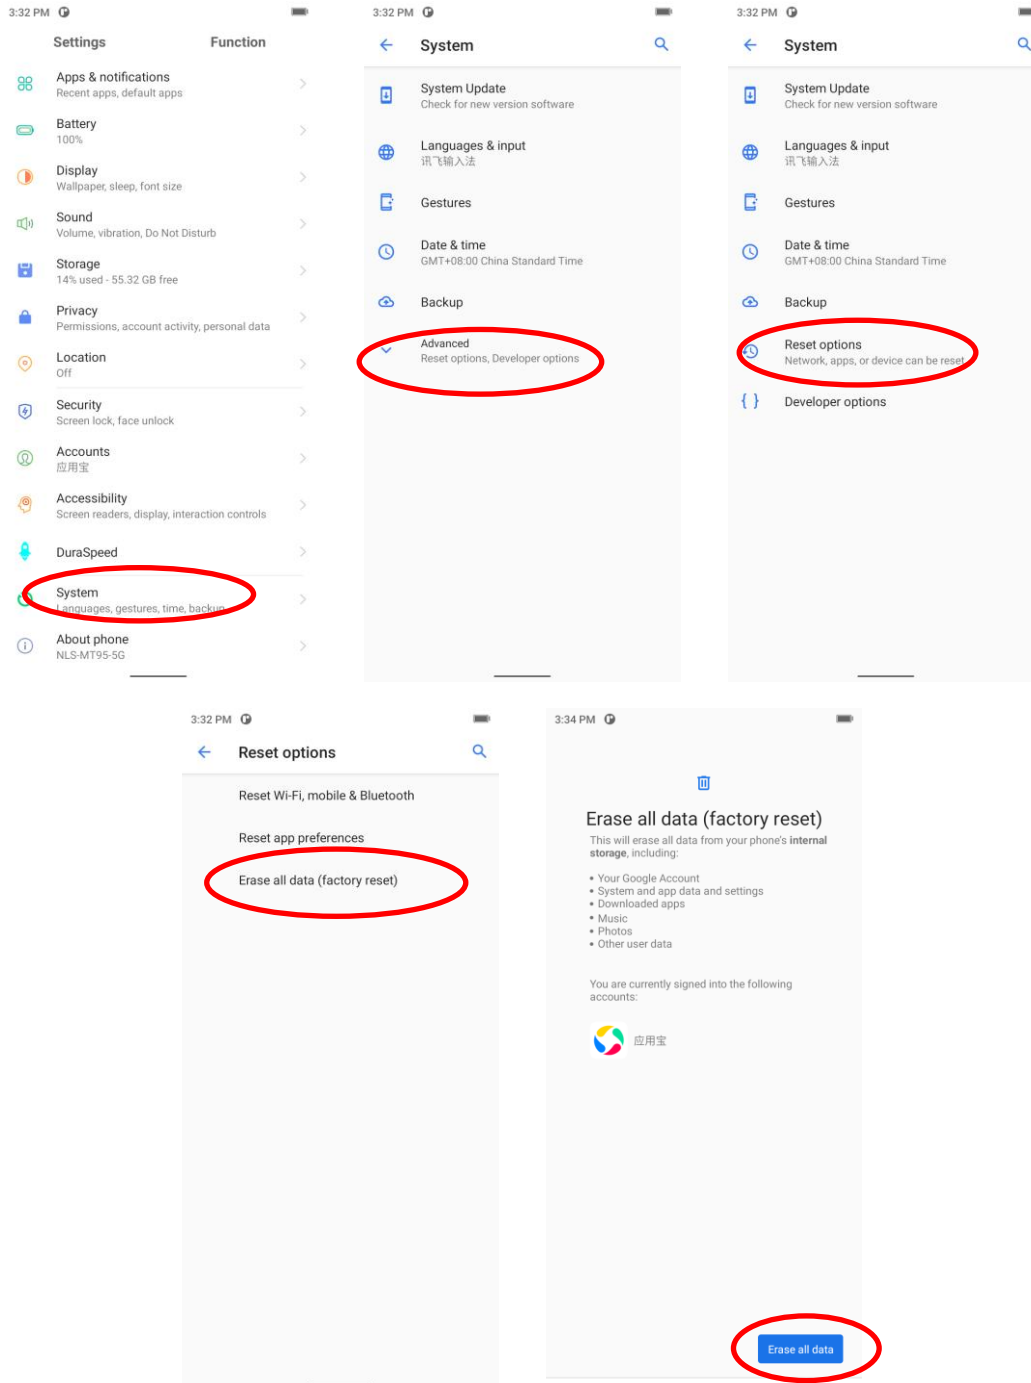 3:32 PM
Settings Function
Apps & notifications
Recent apps, default apps
Battery
100%
Display
Wallpaper, sleep, font size
Sound
Volume, vibration, Do Not Disturb
Storage
14% used - 55.32 GB free
Privacy
Permissions, account activity, personal data
Location
Off
Security
Screen lock, face unlock
Accounts
应用宝
Accessibility
Screen readers, display, interaction controls
DuraSpeed
System
Languages, gestures, time, backup
About phone
NLS-MT95-5G
3:32 PM
System
System Update
Check for new version software
Languages & input
讯飞输入法
Gestures
Date & time
GMT+08:00 China Standard Time
Backup
Advanced
Reset options, Developer options
3:32 PM
System
System Update
Check for new version software
Languages & input
讯飞输入法
Gestures
Date & time
GMT+08:00 China Standard Time
Backup
Reset options
Network, apps, or device can be reset
{ } Developer options
3:32 PM
Reset options
Reset Wi-Fi, mobile & Bluetooth
Reset app preferences
Erase all data (factory reset)
3:34 PM
Erase all data (factory reset)
This will erase all data from your phone's internal
storage, including:
• Your Google Account
• System and app data and settings
• Downloaded apps
• Music
• Photos
• Other user data
You are currently signed into the following
accounts:
应用宝
Erase all data